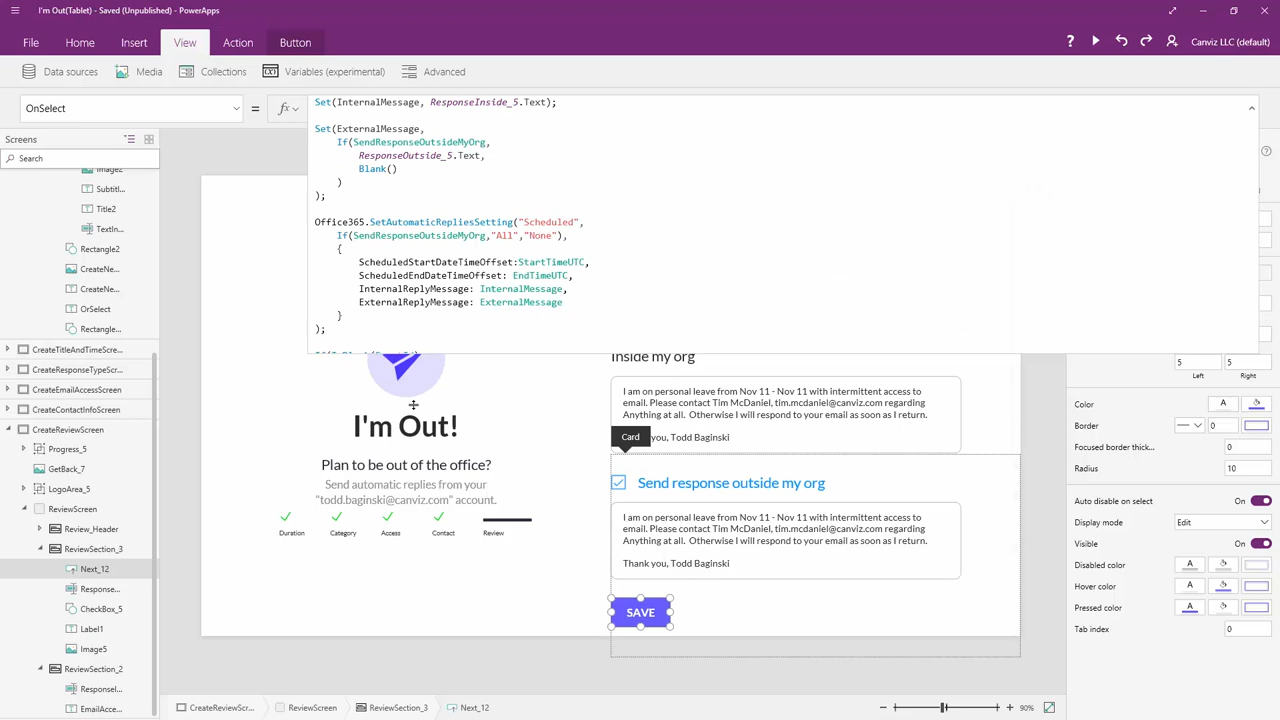 I'm Out(Tablet) - Saved (Unpublished) - PowerApps
File Home Insert View Action Button
Canviz LLC (default)
Data sources Media Collections Variables (experimental) Advanced
OnSelect = fx
Set(InternalMessage, ResponseInside_5.Text);
Set(ExternalMessage,
If(SendResponseOutsideMyOrg,
ResponseOutside_5.Text,
Blank()
)
);
Office365.SetAutomaticRepliesSetting("Scheduled",
If(SendResponseOutsideMyOrg,"All","None"),
{
ScheduledStartDateTimeOffset:StartTimeUTC,
ScheduledEndDateTimeOffset: EndTimeUTC,
InternalReplyMessage: InternalMessage,
ExternalReplyMessage: ExternalMessage
}
);
Screens
Search
Image2
Subtitl...
Title2
TextIn...
Rectangle2
CreateNe...
CreateNe...
OrSelect
Rectangle...
CreateTitleAndTimeScre...
CreateResponseTypeScr...
CreateEmailAccessScreen
CreateContactInfoScreen
CreateReviewScreen
Progress_5
GetBack_7
LogoArea_5
ReviewScreen
Review_Header
ReviewSection_3
Next_12
Response...
CheckBox_5
Label1
Image5
ReviewSection_2
ResponseI...
EmailAcce...
I'm Out!
Plan to be out of the office?
Send automatic replies from your
"todd.baginski@canviz.com" account.
Duration Category Access Contact Review
Inside my org
I am on personal leave from Nov 11 - Nov 11 with intermittent access to
email. Please contact Tim McDaniel, tim.mcdaniel@canviz.com regarding
Anything at all. Otherwise I will respond to your email as soon as I return.
you, Todd Baginski
Card
Send response outside my org
I am on personal leave from Nov 11 - Nov 11 with intermittent access to
email. Please contact Tim McDaniel, tim.mcdaniel@canviz.com regarding
Anything at all. Otherwise I will respond to your email as soon as I return.
Thank you, Todd Baginski
SAVE
5 5
Left Right
Color
Border 0
Focused border thick... 0
Radius 10
Auto disable on select On
Display mode Edit
Visible On
Disabled color
Hover color
Pressed color
Tab index 0
CreateReviewScr... ReviewScreen ReviewSection_3 Next_12
90%